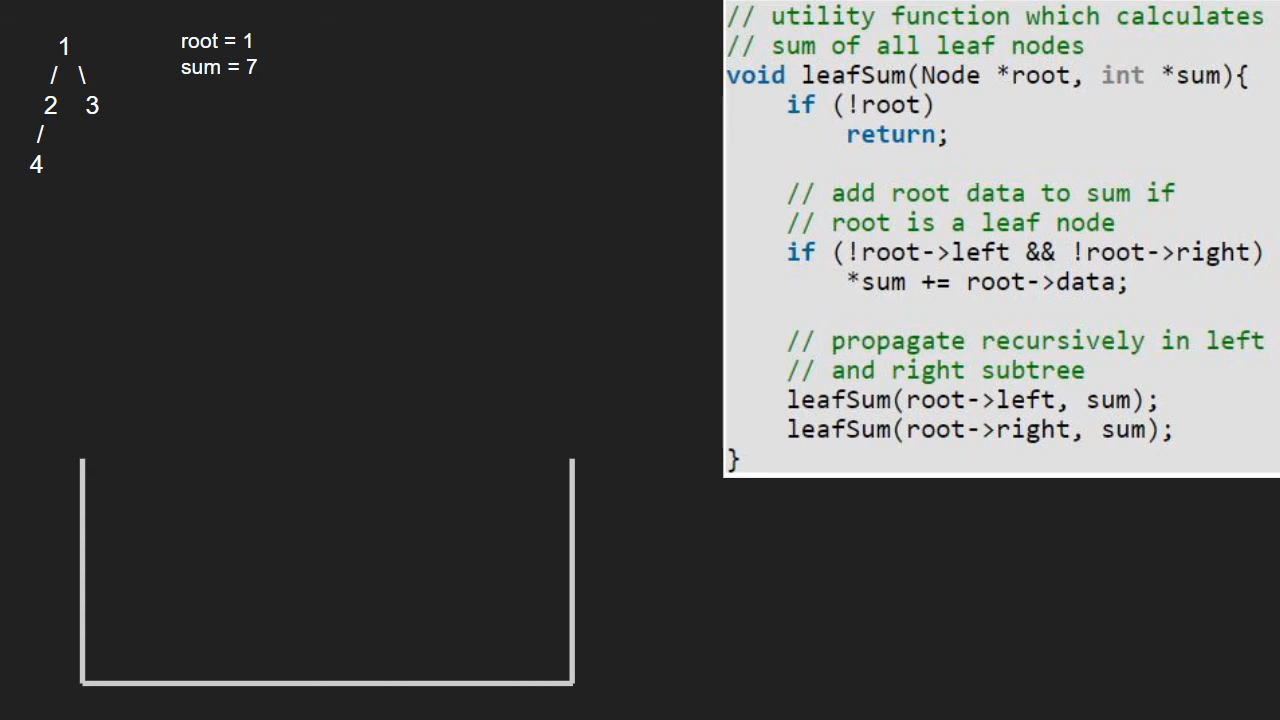 1
/ \
2 3
/
4
root = 1
sum = 7
// utility function which calculates
// sum of all leaf nodes
void leafSum(Node *root, int *sum){
    if (!root)
        return;
    // add root data to sum if
    // root is a leaf node
    if (!root->left && !root->right)
        *sum += root->data;
    // propagate recursively in left
    // and right subtree
    leafSum(root->left, sum);
    leafSum(root->right, sum);
}